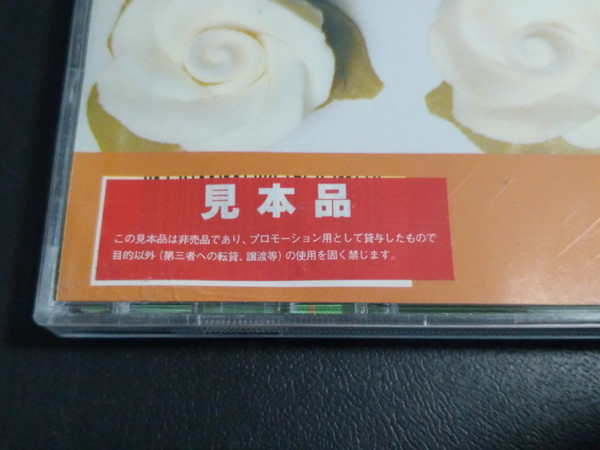 見本品
この見本品は非売品であり、プロモーション用として貸与したもので
目的以外（第三者への転貸、譲渡等）の使用を固く禁じます。